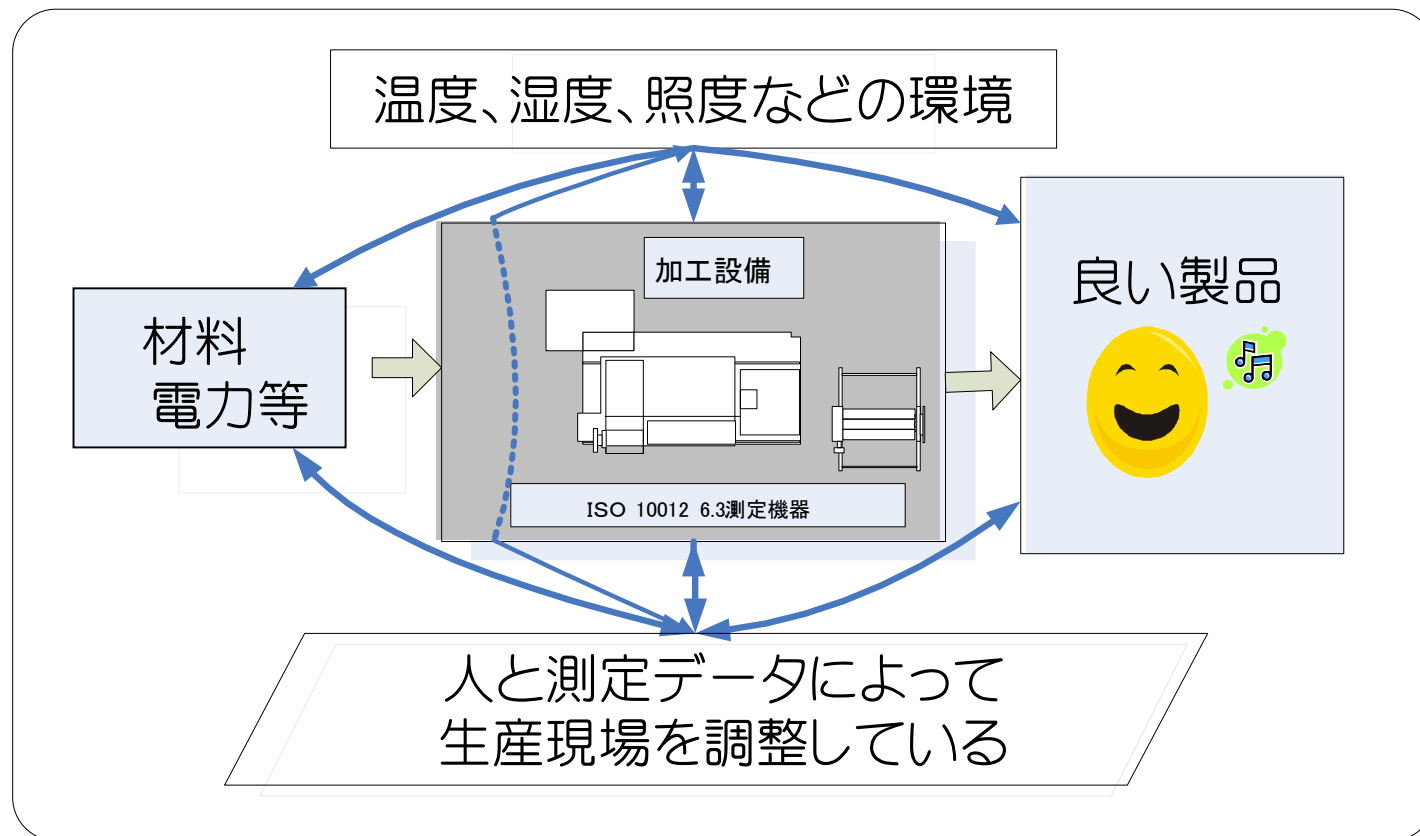 温度、湿度、照度などの環境
加工設備
良い製品
材料
電力等
ISO 10012 6.3測定機器
人と測定データによって
生産現場を調整している